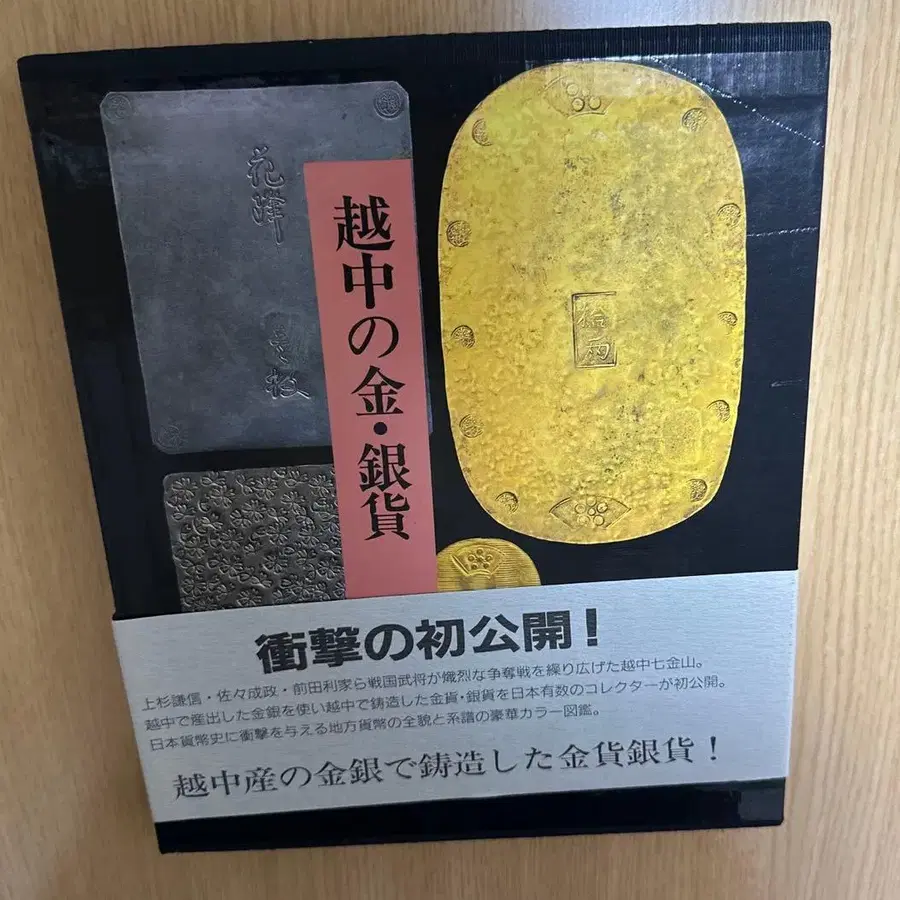 越中の金・銀貨
花降
拾両
衝撃の初公開!
上杉謙信・佐々成政・前田利家ら戦国武将が熾烈な争奪戦を繰り広げた越中七金山。
越中で産出した金銀を使い越中で鋳造した金貨・銀貨を日本有数のコレクターが初公開。
日本貨幣史に衝撃を与える地方貨幣の全貌と系譜の豪華カラー図鑑。
越中産の金銀で鋳造した金貨銀貨!